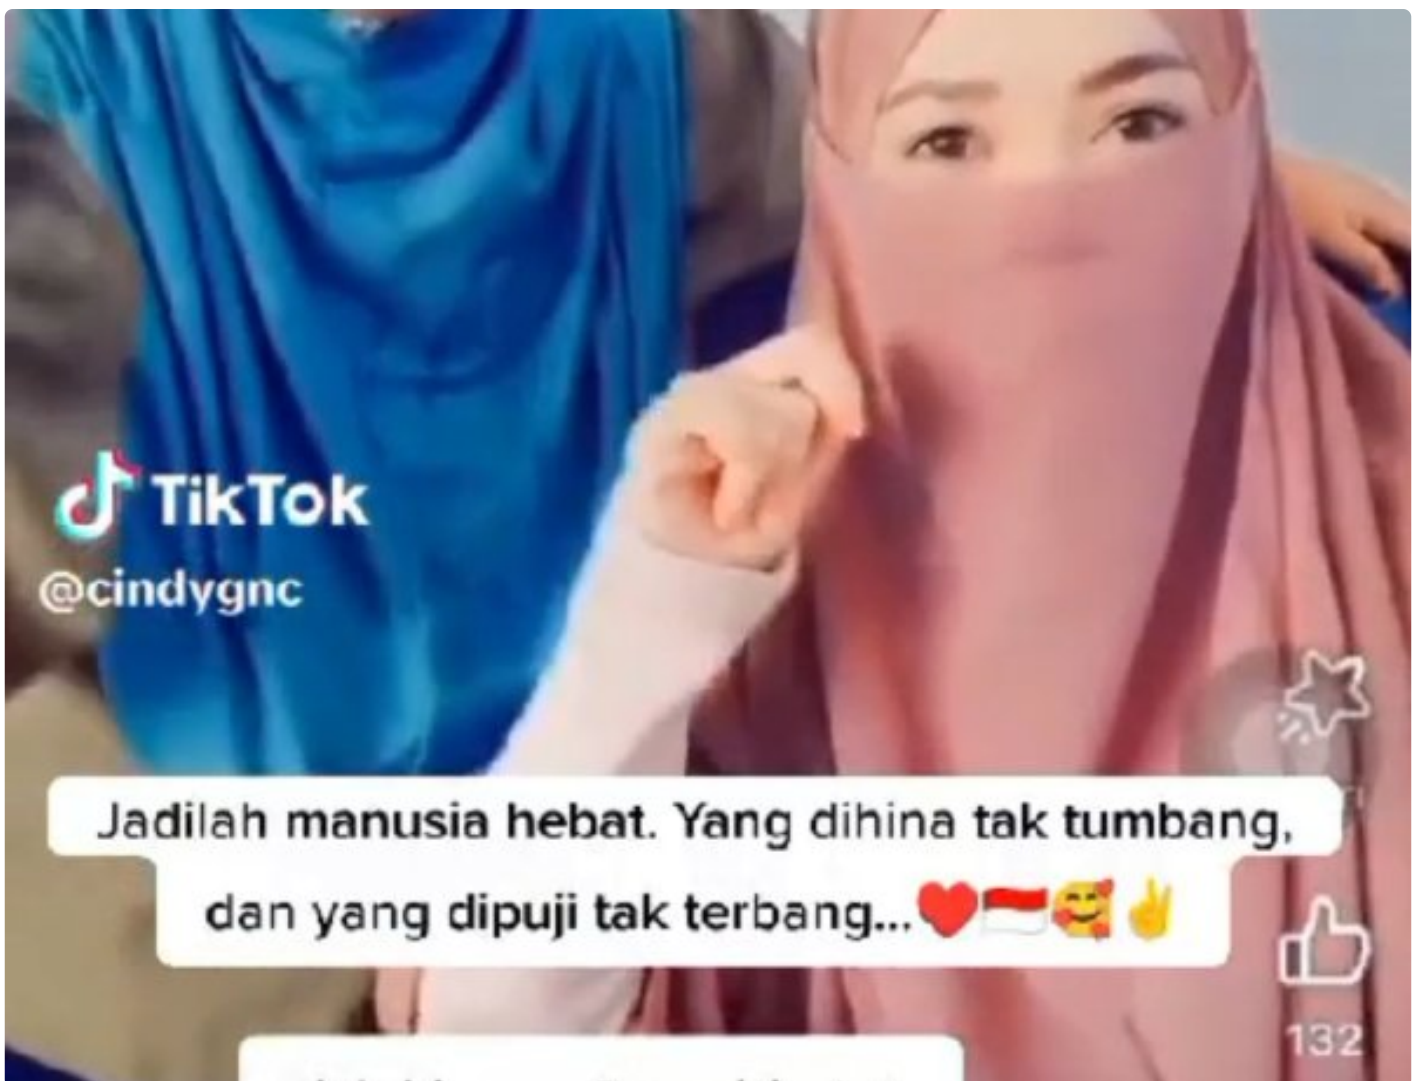 TikTok
@cindygnc
Jadilah manusia hebat. Yang dihina tak tumbang,
dan yang dipuji tak terbang...❤️🇮🇩🥰✌️
132